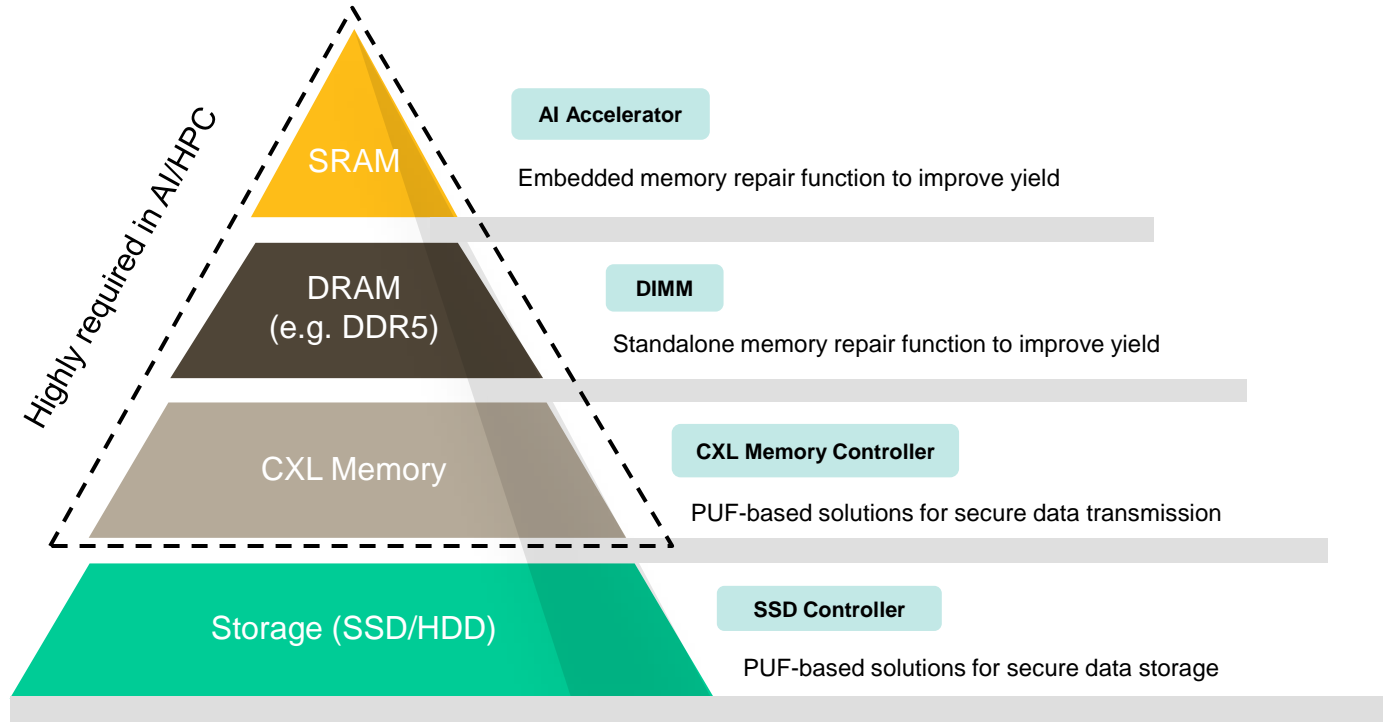 Highly required in AI/HPC
SRAM
AI Accelerator
Embedded memory repair function to improve yield
DRAM
(e.g. DDR5)
DIMM
Standalone memory repair function to improve yield
CXL Memory
CXL Memory Controller
PUF-based solutions for secure data transmission
Storage (SSD/HDD)
SSD Controller
PUF-based solutions for secure data storage